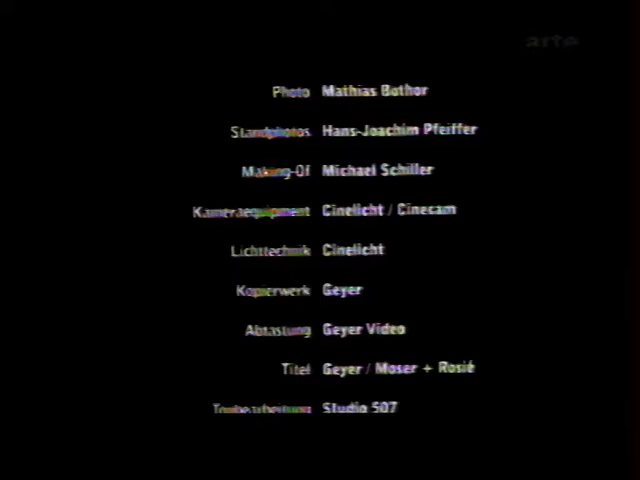 arte
Photo Mathias Bothor
Standphotos Hans-Joachim Pfeiffer
Making-Of Michael Schiller
Kameraequipment Cinelicht / Cinecam
Lichttechnik Cinelicht
Kopierwerk Geyer
Abtastung Geyer Video
Titel Geyer / Moser + Rosié
Tonbearbeitung Studio 507